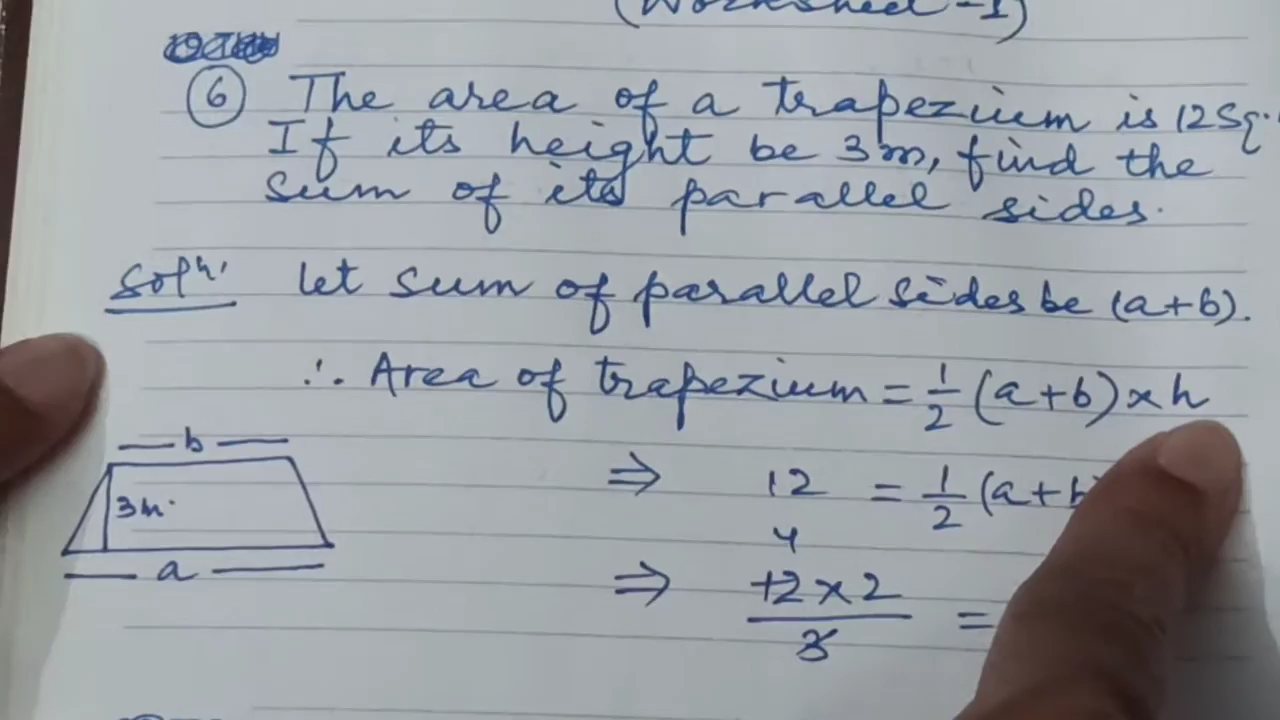 (Worksheet-1)
6 The area of a trapezium is 12 Sq.
If its height be 3m, find the
sum of its parallel sides.
Solⁿ. let sum of parallel sides be (a+b).
∴ Area of trapezium = 1/2 (a+b) × h
b
⇒ 12 = 1/2 (a+b)
3m.
4
a
⇒ 12 × 2 / 3 =